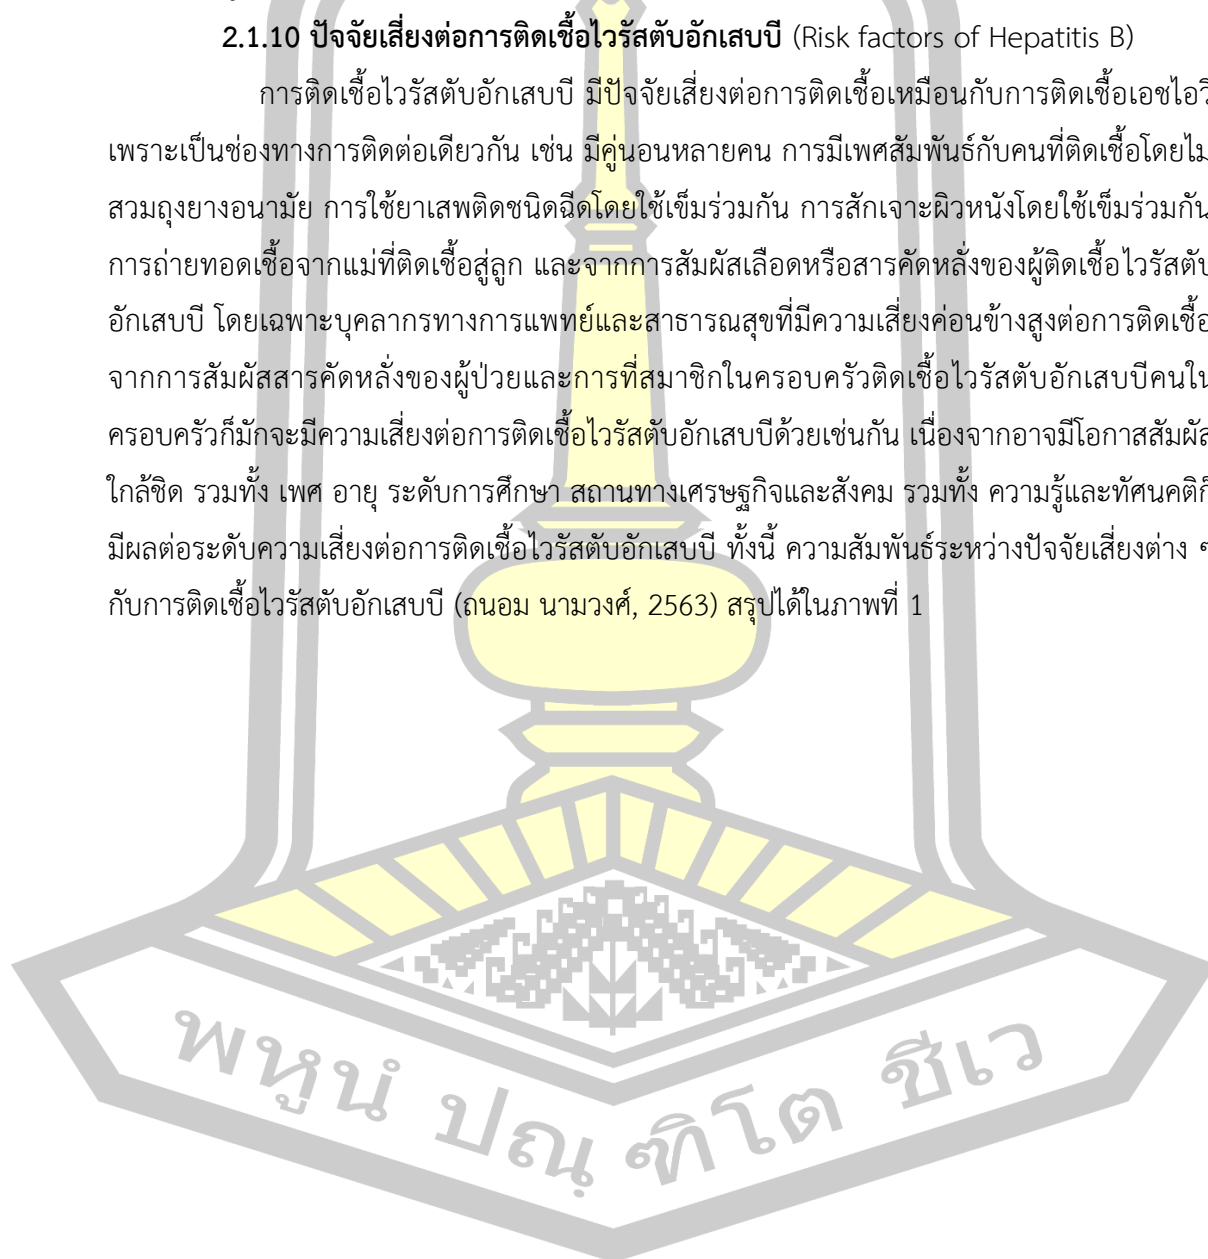 2.1.10 ปัจจัยเสี่ยงต่อการติดเชื้อไวรัสตับอักเสบบี (Risk factors of Hepatitis B)
การติดเชื้อไวรัสตับอักเสบบี มีปัจจัยเสี่ยงต่อการติดเชื้อเหมือนกับการติดเชื้อเอชไอวี
เพราะเป็นช่องทางการติดต่อเดียวกัน เช่น มีคู่นอนหลายคน การมีเพศสัมพันธ์กับคนที่ติดเชื้อโดยไม่
สวมถุงยางอนามัย การใช้ยาเสพติดชนิดฉีดโดยใช้เข็มร่วมกัน การสักเจาะผิวหนังโดยใช้เข็มร่วมกัน
การถ่ายทอดเชื้อจากแม่ที่ติดเชื้อสู่ลูก และจากการสัมผัสเลือดหรือสารคัดหลั่งของผู้ติดเชื้อไวรัสตับ
อักเสบบี โดยเฉพาะบุคลากรทางการแพทย์และสาธารณสุขที่มีความเสี่ยงค่อนข้างสูงต่อการติดเชื้อ
จากการสัมผัสสารคัดหลั่งของผู้ป่วยและการที่สมาชิกในครอบครัวติดเชื้อไวรัสตับอักเสบบีคนใน
ครอบครัวก็มักจะมีความเสี่ยงต่อการติดเชื้อไวรัสตับอักเสบบีด้วยเช่นกัน เนื่องจากอาจมีโอกาสสัมผัส
ใกล้ชิด รวมทั้ง เพศ อายุ ระดับการศึกษา สถานทางเศรษฐกิจและสังคม รวมทั้ง ความรู้และทัศนคติก็
มีผลต่อระดับความเสี่ยงต่อการติดเชื้อไวรัสตับอักเสบบี ทั้งนี้ ความสัมพันธ์ระหว่างปัจจัยเสี่ยงต่าง ๆ
กับการติดเชื้อไวรัสตับอักเสบบี (ถนอม นามวงศ์, 2563) สรุปได้ในภาพที่ 1
พหูนํ ปณฺฑิโต ชีเว